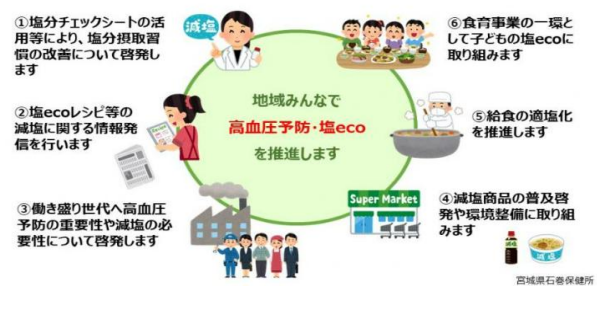 ①塩分チェックシートの活
用等により、塩分摂取習
慣の改善について啓発し
ます
減塩
⑥食育事業の一環と
して子どもの塩ecoに
取り組みます
地域みんなで
高血圧予防・塩eco
を推進します
②塩ecoレシピ等の
減塩に関する情報発
信を行います
⑤給食の適塩化
を推進します
③働き盛り世代へ高血圧
予防の重要性や減塩の必
要性について啓発します
Super Market
④減塩商品の普及啓
発や環境整備に取り組
みます
減塩
減塩
宮城県石巻保健所